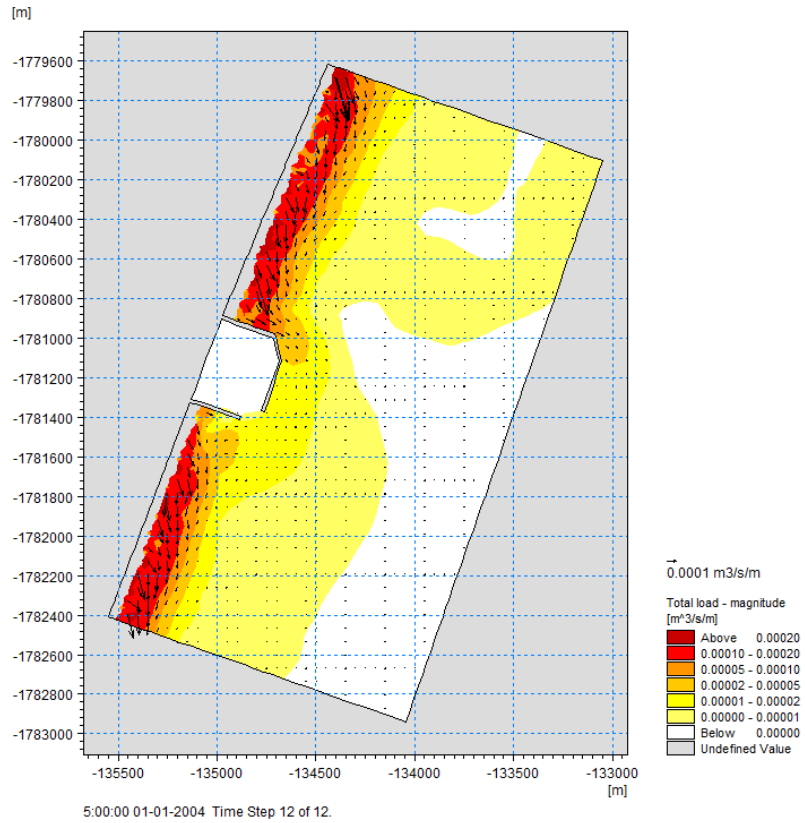 [m]
-1779600
-1779800
-1780000
-1780200
-1780400
-1780600
-1780800
-1781000
-1781200
-1781400
-1781600
-1781800
-1782000
-1782200
-1782400
-1782600
-1782800
-1783000
-135500 -135000 -134500 -134000 -133500 -133000
[m]
5:00:00 01-01-2004 Time Step 12 of 12.
0.0001 m3/s/m
Total load - magnitude
[m^3/s/m]
Above 0.00020
0.00010 - 0.00020
0.00005 - 0.00010
0.00002 - 0.00005
0.00001 - 0.00002
0.00000 - 0.00001
Below 0.00000
Undefined Value